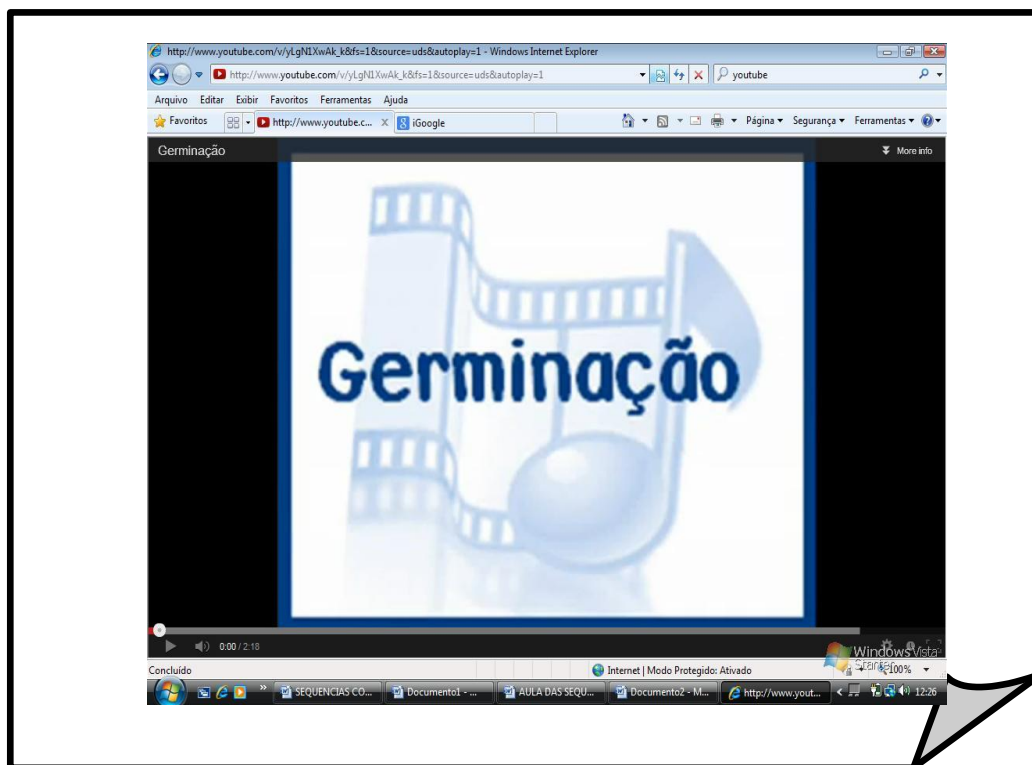 http://www.youtube.com/v/yLgN1XwAk_k&fs=1&source=uds&autoplay=1 - Windows Internet Explorer
http://www.youtube.com/v/yLgN1XwAk_k&fs=1&source=uds&autoplay=1 youtube
Arquivo Editar Exibir Favoritos Ferramentas Ajuda
Favoritos http://www.youtube.c... X iGoogle Página Segurança Ferramentas
Germinação More info
Germinação
0:00 / 2:18
Windows Vista
Concluído Internet | Modo Protegido: Ativado 100%
SEQUENCIAS CO... Documento1 - ... AULA DAS SEQU... Documento2 - M... http://www.yout... 12:26